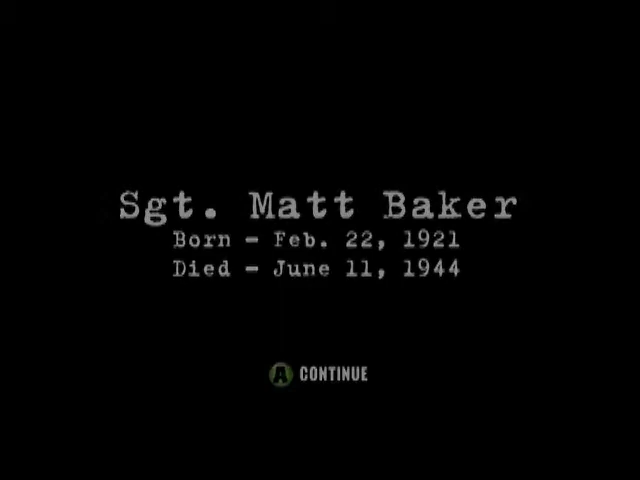 Sgt. Matt Baker
Born - Feb. 22, 1921
Died - June 11, 1944
A CONTINUE